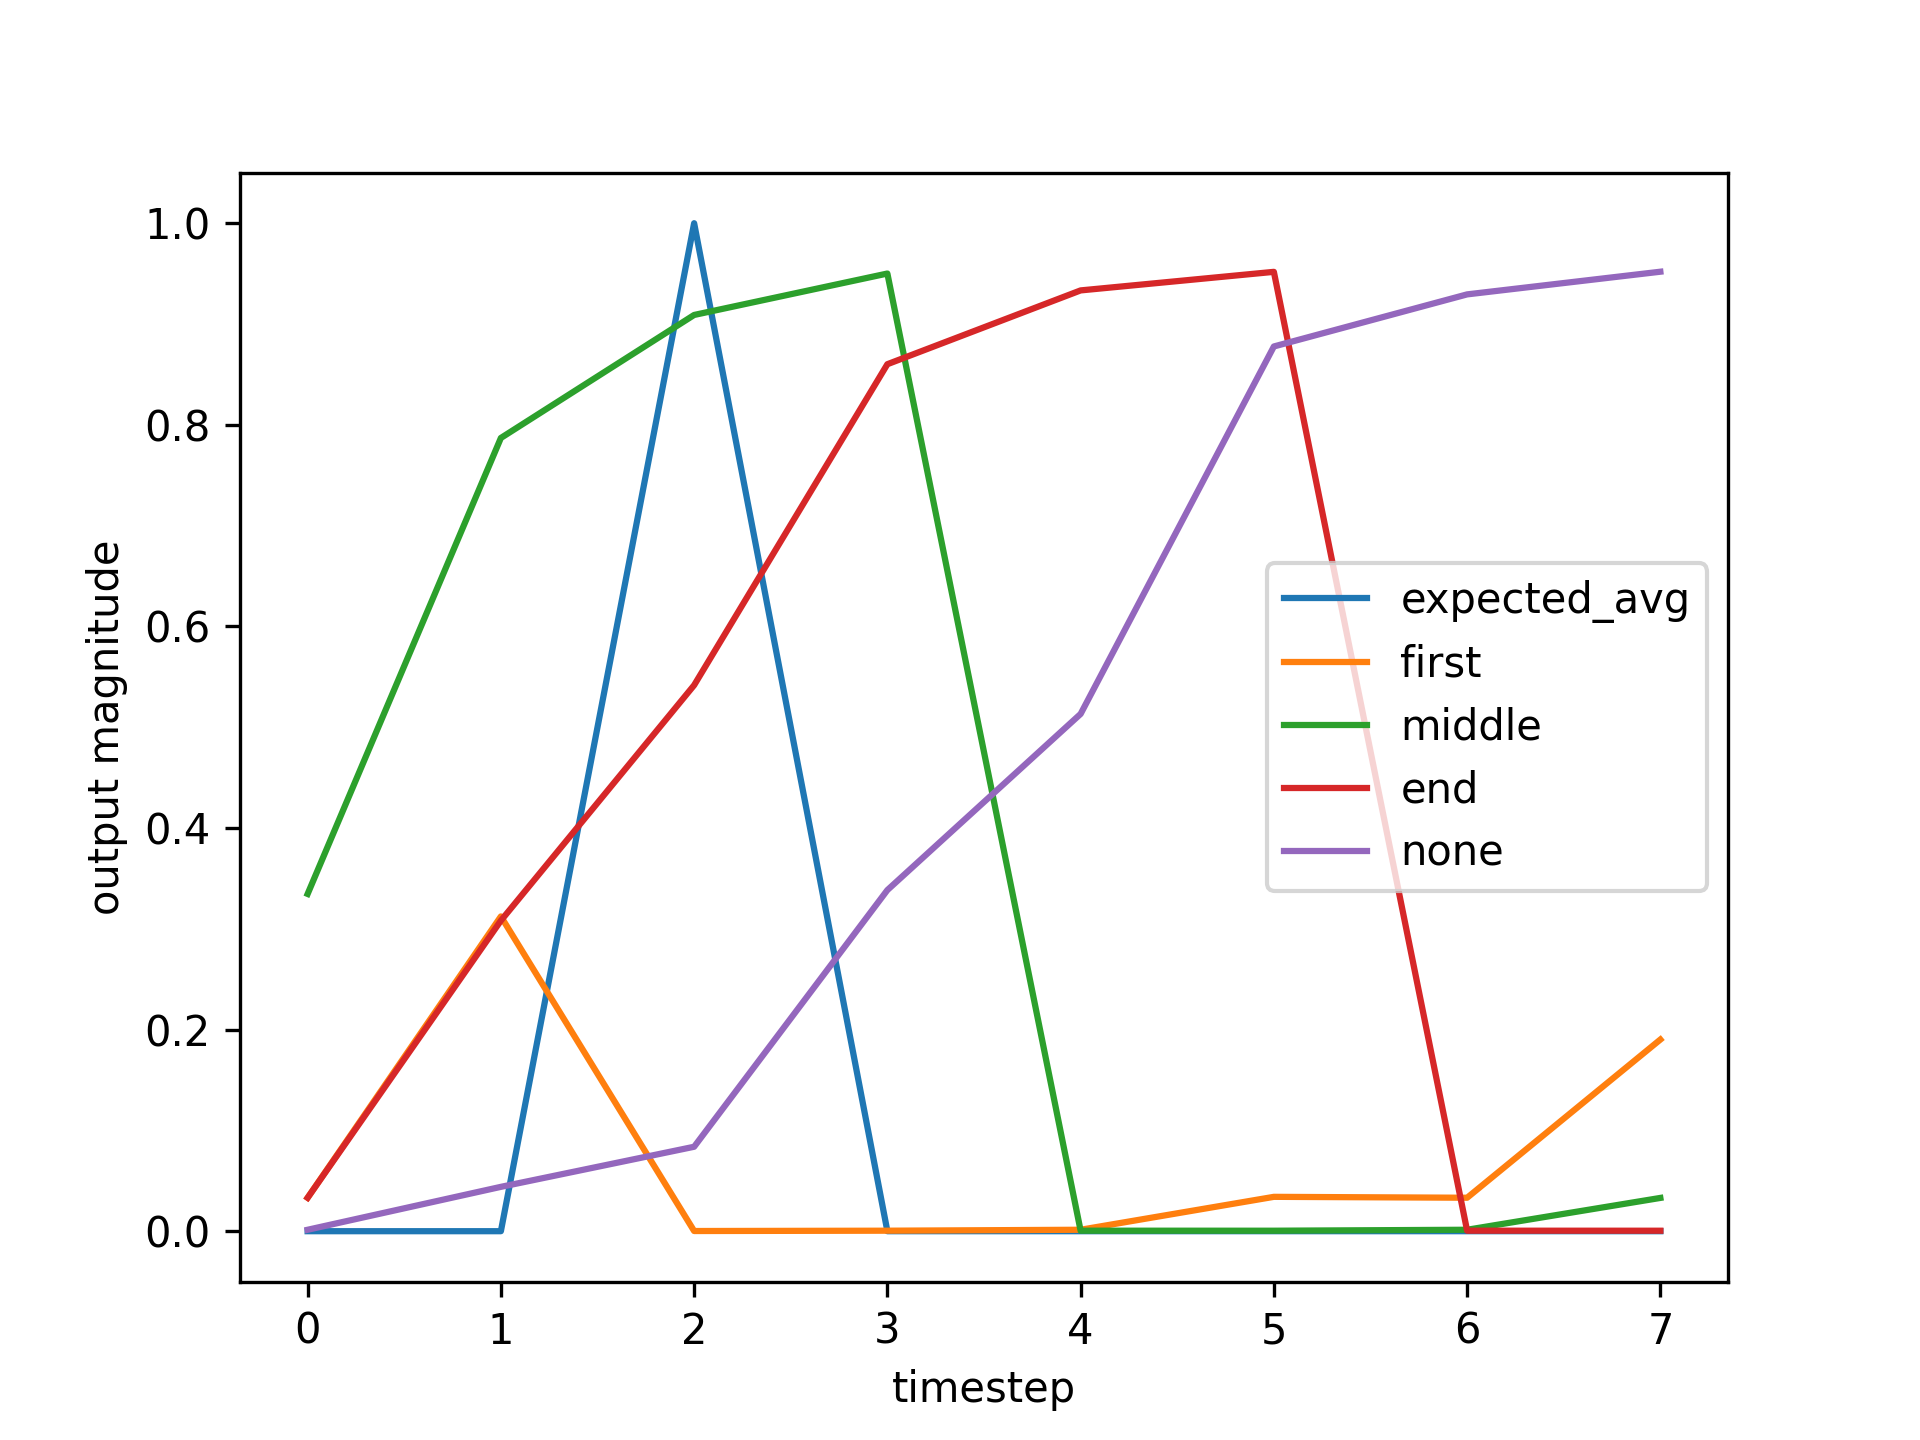 1.0
0.8
0.6
0.4
0.2
0.0
output magnitude
expected_avg
first
middle
end
none
0 1 2 3 4 5 6 7
timestep